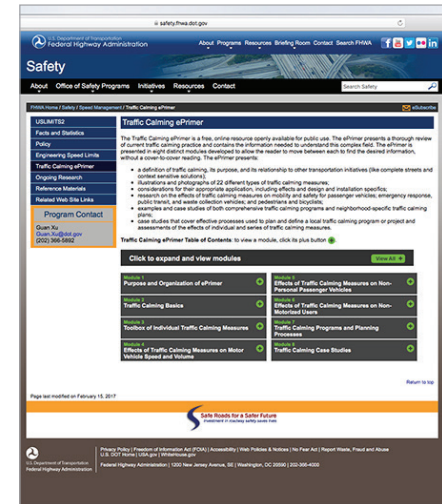 safety.fhwa.dot.gov
U.S. Department of Transportation
Federal Highway Administration
About Programs Resources Briefing Room Contact Search FHWA
Safety
About Office of Safety Programs Initiatives Resources Contact
Search Safety
FHWA Home / Safety / Speed Management / Traffic Calming ePrimer
eSubscribe
USLIMITS2
Facts and Statistics
Policy
Engineering Speed Limits
Traffic Calming ePrimer
Ongoing Research
Reference Materials
Related Web Site Links
Program Contact
Guan Xu
Guan.Xu@dot.gov
(202) 366-5892
Traffic Calming ePrimer
The Traffic Calming ePrimer is a free, online resource openly available for public use. The ePrimer presents a thorough review
of current traffic calming practice and contains the information needed to understand this complex field. The ePrimer is
presented in eight distinct modules developed to allow the reader to move between each to find the desired information,
without a cover-to-cover reading. The ePrimer presents:
• a definition of traffic calming, its purpose, and its relationship to other transportation initiatives (like complete streets and
context sensitive solutions);
• illustrations and photographs of 22 different types of traffic calming measures;
• considerations for their appropriate application, including effects and design and installation specifics;
• research on the effects of traffic calming measures on mobility and safety for passenger vehicles; emergency response,
public transit, and waste collection vehicles; and pedestrians and bicyclists;
• examples and case studies of both comprehensive traffic calming programs and neighborhood-specific traffic calming
plans;
• case studies that cover effective processes used to plan and define a local traffic calming program or project and
assessments of the effects of individual and series of traffic calming measures.
Traffic Calming ePrimer Table of Contents: to view a module, click its plus button
Click to expand and view modules
View All +
Module 1
Purpose and Organization of ePrimer
Module 2
Traffic Calming Basics
Module 3
Toolbox of Individual Traffic Calming Measures
Module 4
Effects of Traffic Calming Measures on Motor
Vehicle Speed and Volume
Module 5
Effects of Traffic Calming Measures on Non-
Personal Passenger Vehicles
Module 6
Effects of Traffic Calming Measures on Non-
Motorized Users
Module 7
Traffic Calming Programs and Planning
Processes
Module 8
Traffic Calming Case Studies
Return to top
Page last modified on February 15, 2017
Safe Roads for a Safer Future
Investment in roadway safety saves lives
Privacy Policy | Freedom of Information Act (FOIA) | Accessibility | Web Policies & Notices | No Fear Act | Report Waste, Fraud and Abuse
U.S. DOT Home | USA.gov | WhiteHouse.gov
U.S. Department of Transportation
Federal Highway Administration
Federal Highway Administration | 1200 New Jersey Avenue, SE | Washington, DC 20590 | 202-366-4000